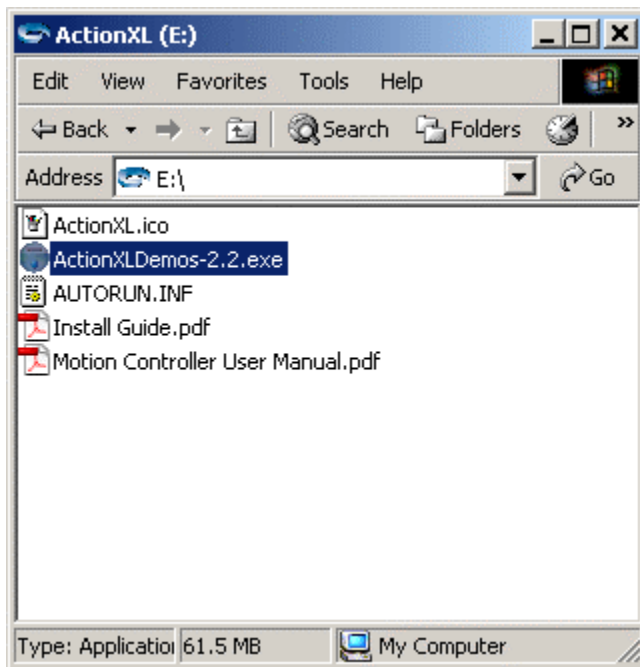 ActionXL (E:)
Edit View Favorites Tools Help
Back Search Folders »
Address E:\ Go
ActionXL.ico
ActionXLDemos-2.2.exe
AUTORUN.INF
Install Guide.pdf
Motion Controller User Manual.pdf
Type: Applicatio 61.5 MB My Computer